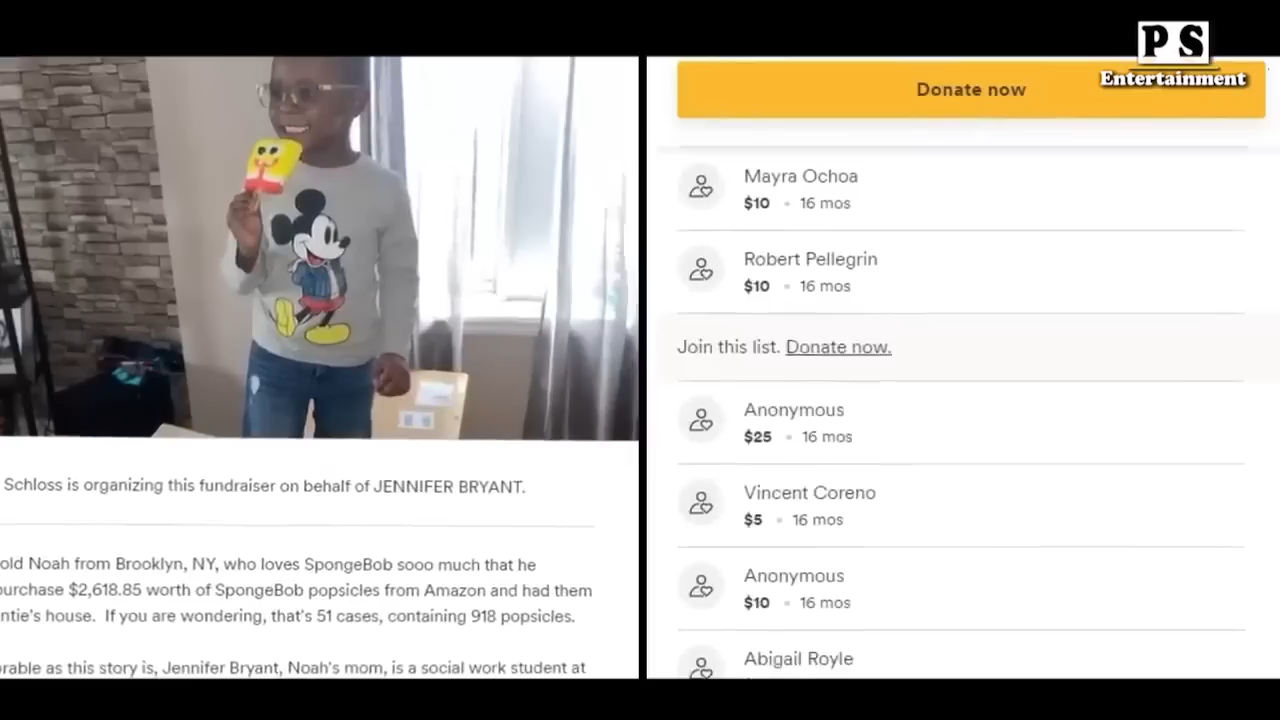 P S
Entertainment
Schloss is organizing this fundraiser on behalf of JENNIFER BRYANT.
old Noah from Brooklyn, NY, who loves SpongeBob sooo much that he
purchase $2,618.85 worth of SpongeBob popsicles from Amazon and had them
ntie's house. If you are wondering, that's 51 cases, containing 918 popsicles.
rable as this story is, Jennifer Bryant, Noah's mom, is a social work student at
Donate now
Mayra Ochoa
$10 • 16 mos
Robert Pellegrin
$10 • 16 mos
Join this list. Donate now.
Anonymous
$25 • 16 mos
Vincent Coreno
$5 • 16 mos
Anonymous
$10 • 16 mos
Abigail Royle